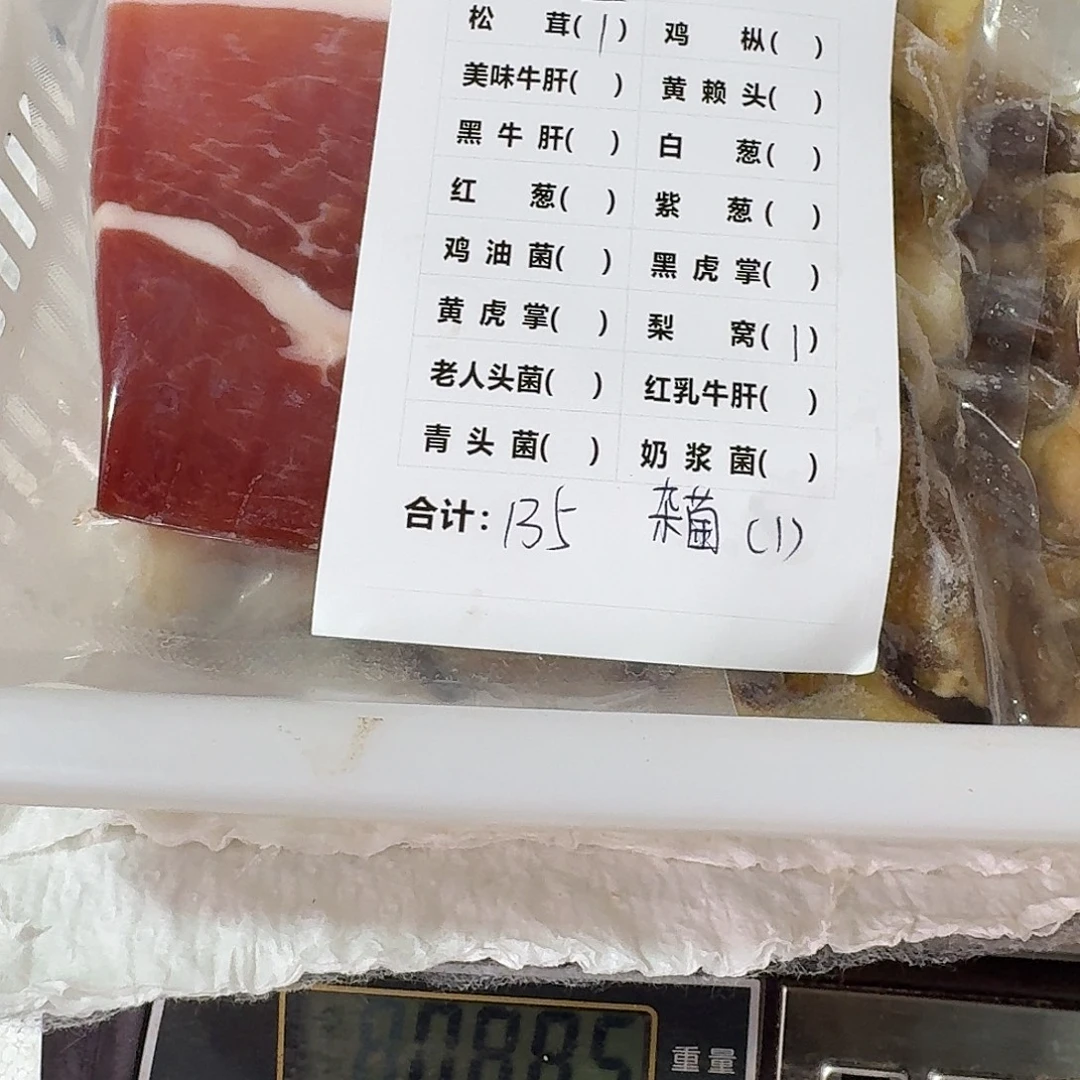 松 茸( 1 ) 鸡 枞( )
美味牛肝( ) 黄 赖 头( )
黑 牛 肝( ) 白 葱( )
红 葱( ) 紫 葱( )
鸡 油 菌( ) 黑 虎 掌( )
黄 虎 掌( ) 梨 窝( 1 )
老人头菌( ) 红乳牛肝( )
青 头 菌( ) 奶 浆 菌( )
合计: 135 杂菌 (1)
重量